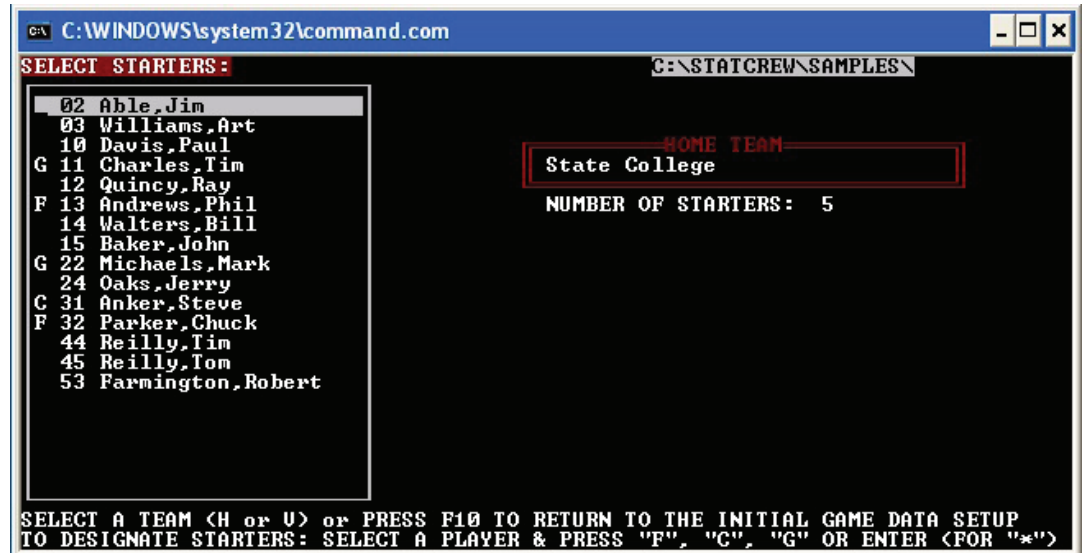 C:\WINDOWS\system32\command.com
SELECT STARTERS:
C:\STATCREW\SAMPLES\
02 Able,Jim
03 Williams,Art
10 Davis,Paul
G 11 Charles,Tim
12 Quincy,Ray
F 13 Andrews,Phil
14 Walters,Bill
15 Baker,John
G 22 Michaels,Mark
24 Oaks,Jerry
C 31 Anker,Steve
F 32 Parker,Chuck
44 Reilly,Tim
45 Reilly,Tom
53 Farmington,Robert
HOME TEAM
State College
NUMBER OF STARTERS: 5
SELECT A TEAM (H or V) or PRESS F10 TO RETURN TO THE INITIAL GAME DATA SETUP
TO DESIGNATE STARTERS: SELECT A PLAYER & PRESS "F", "C", "G" OR ENTER (FOR "*")